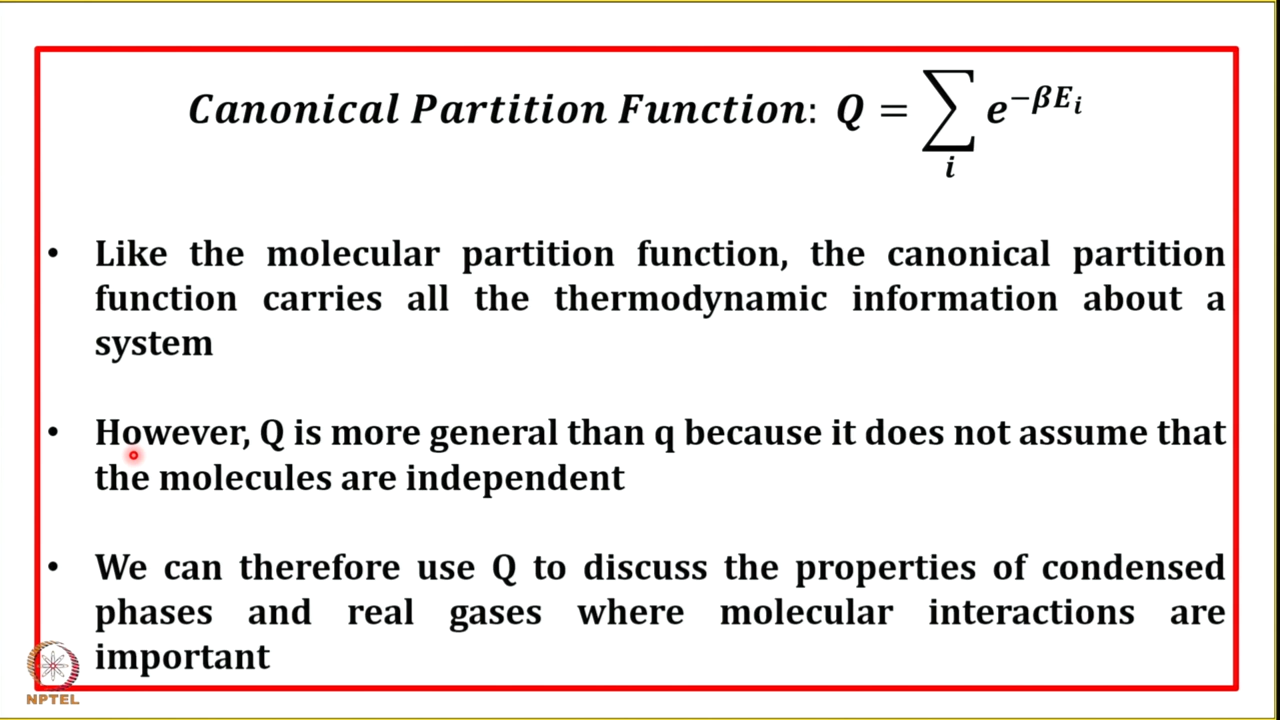 Canonical Partition Function: Q = ∑ e^{−βE_i}
i
• Like the molecular partition function, the canonical partition
function carries all the thermodynamic information about a
system
• However, Q is more general than q because it does not assume that
the molecules are independent
• We can therefore use Q to discuss the properties of condensed
phases and real gases where molecular interactions are
important
NPTEL